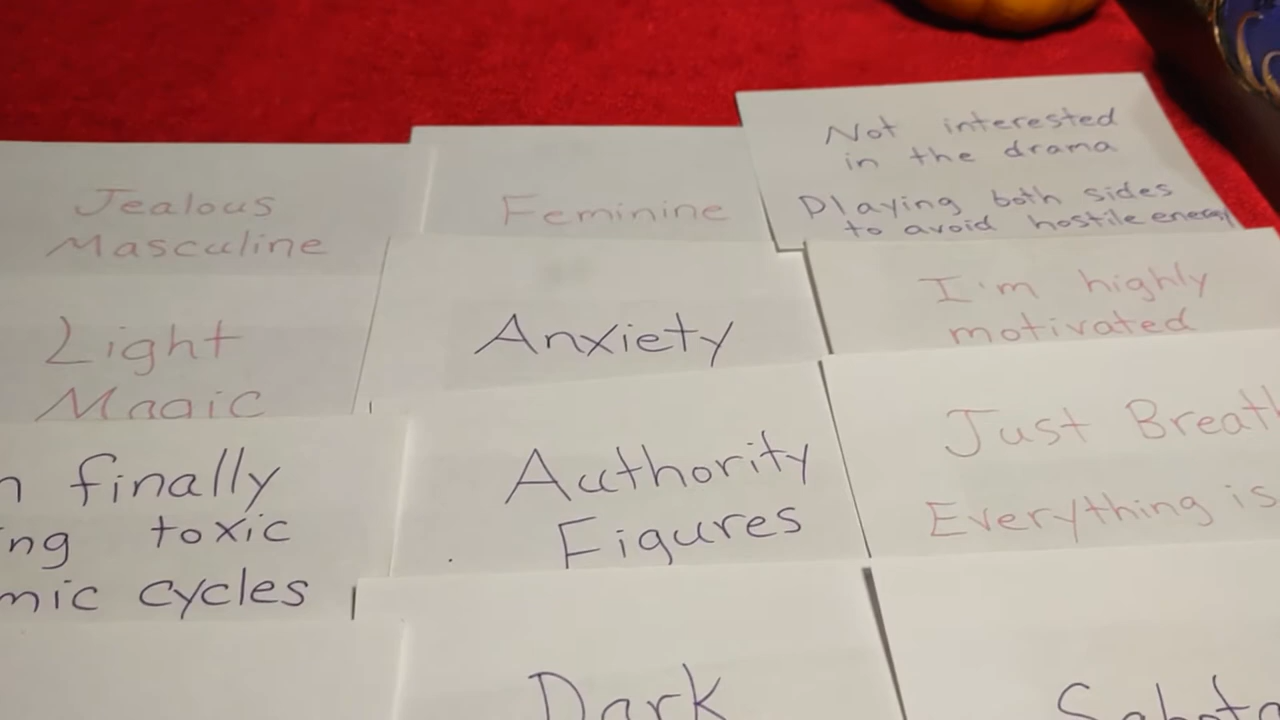 Jealous
Masculine
Light
Magic
finally
toxic
cycles
Feminine
Anxiety
Authority
Figures
Dark
Not interested
in the drama
Playing both sides
to avoid hostile energy
I'm highly
motivated
Just
Everything is